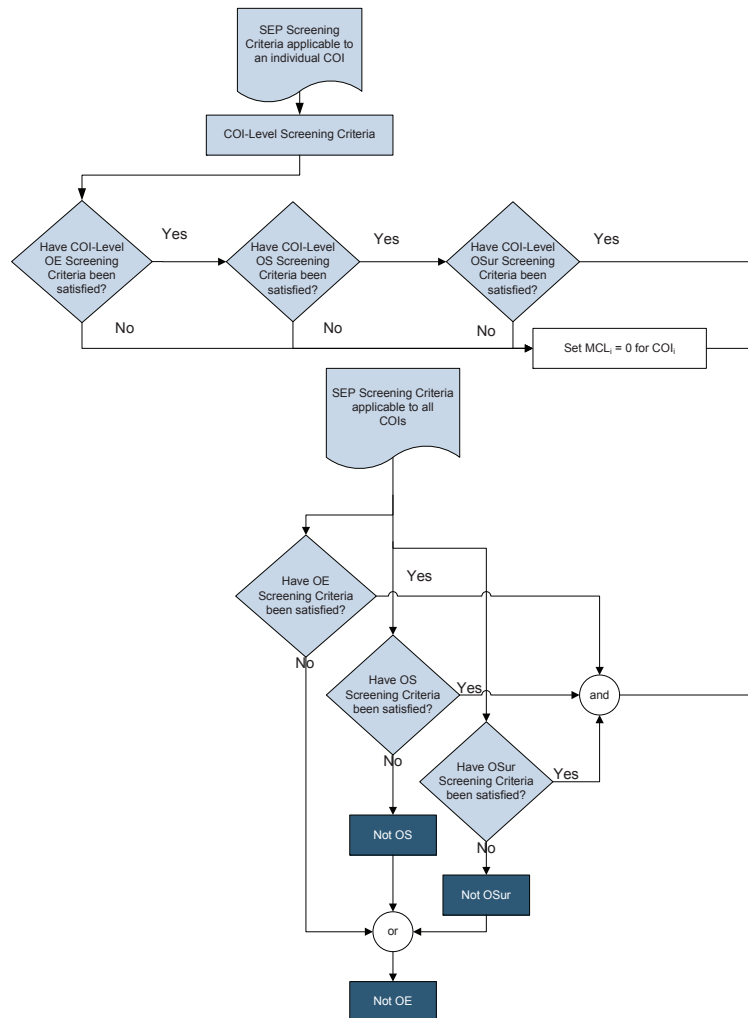 SEP Screening
Criteria applicable to
an individual COI
COI-Level Screening Criteria
Have COI-Level
OE Screening
Criteria been
satisfied?
Yes
Have COI-Level
OS Screening
Criteria been
satisfied?
Yes
Have COI-Level
OSur Screening
Criteria been
satisfied?
Yes
No
No
No
Set MCLi = 0 for COIi
SEP Screening Criteria
applicable to all
COIs
Have OE
Screening Criteria
been satisfied?
Yes
No
Have OS
Screening Criteria
been satisfied?
Yes
and
No
Have OSur
Screening Criteria
been satisfied?
Yes
Not OS
No
Not OSur
or
Not OE